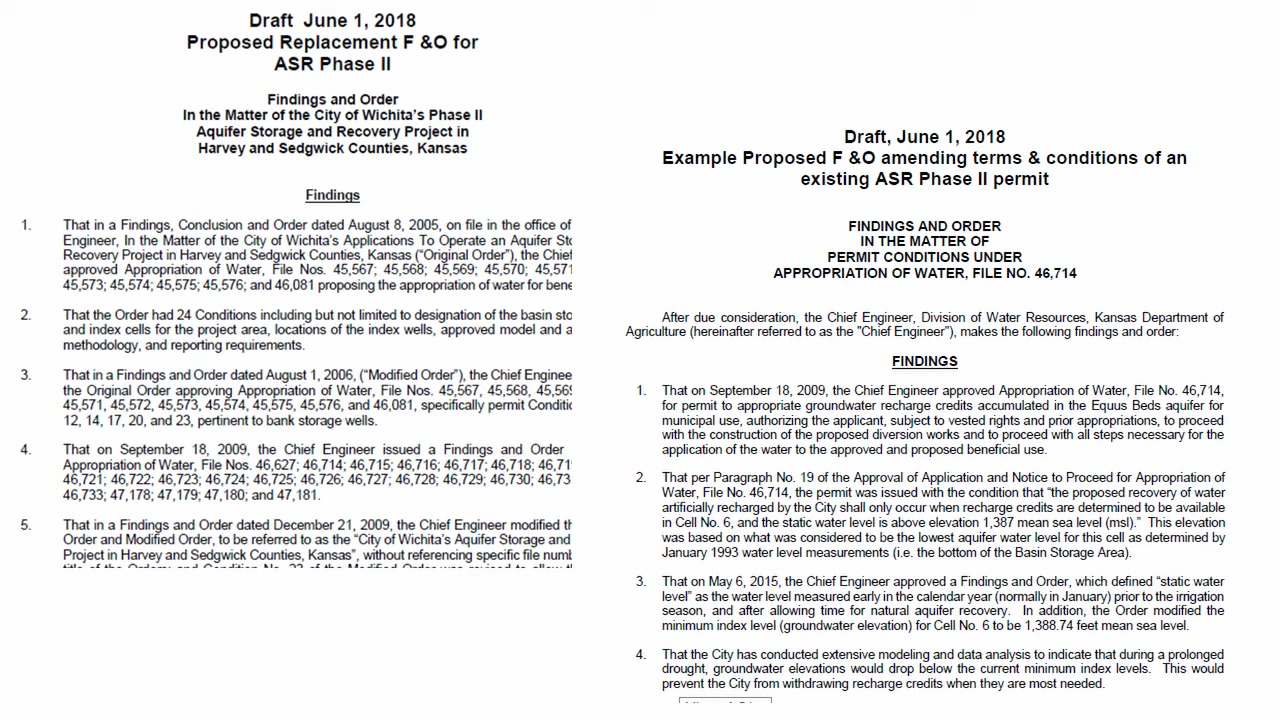 Draft  June 1, 2018
Proposed Replacement F &O for
ASR Phase II
Findings and Order
In the Matter of the City of Wichita's Phase II
Aquifer Storage and Recovery Project in
Harvey and Sedgwick Counties, Kansas
Findings
1. That in a Findings, Conclusion and Order dated August 8, 2005, on file in the office of
Engineer, In the Matter of the City of Wichita's Applications To Operate an Aquifer
Recovery Project in Harvey and Sedgwick Counties, Kansas ("Original Order"), the Chief
approved Appropriation of Water, File Nos. 45,567; 45,568; 45,569; 45,570; 45,571
45,573; 45,574; 45,575; 45,576; and 46,081 proposing the appropriation of water for
2. That the Order had 24 Conditions including but not limited to designation of the basin
and index cells for the project area, locations of the index wells, approved model and
methodology, and reporting requirements.
3. That in a Findings and Order dated August 1, 2006, ("Modified Order"), the Chief
the Original Order approving Appropriation of Water, File Nos. 45,567, 45,568,
45,571, 45,572, 45,573, 45,574, 45,575, 45,576, and 46,081, specifically permit
12, 14, 17, 20, and 23, pertinent to bank storage wells.
4. That on September 18, 2009, the Chief Engineer issued a Findings and Order
Appropriation of Water, File Nos. 46,627; 46,714; 46,715; 46,716; 46,717; 46,718;
46,721; 46,722; 46,723; 46,724; 46,725; 46,726; 46,727; 46,728; 46,729; 46,730;
46,733; 47,178; 47,179; 47,180; and 47,181.
5. That in a Findings and Order dated December 21, 2009, the Chief Engineer modified
Order and Modified Order, to be referred to as the "City of Wichita's Aquifer Storage and
Project in Harvey and Sedgwick Counties, Kansas", without referencing specific file
Draft, June 1, 2018
Example Proposed F &O amending terms & conditions of an
existing ASR Phase II permit
FINDINGS AND ORDER
IN THE MATTER OF
PERMIT CONDITIONS UNDER
APPROPRIATION OF WATER, FILE NO. 46,714
After due consideration, the Chief Engineer, Division of Water Resources, Kansas Department of
Agriculture (hereinafter referred to as the "Chief Engineer"), makes the following findings and order:
FINDINGS
1. That on September 18, 2009, the Chief Engineer approved Appropriation of Water, File No. 46,714,
for permit to appropriate groundwater recharge credits accumulated in the Equus Beds aquifer for
municipal use, authorizing the applicant, subject to vested rights and prior appropriations, to proceed
with the construction of the proposed diversion works and to proceed with all steps necessary for the
application of the water to the approved and proposed beneficial use.
2. That per Paragraph No. 19 of the Approval of Application and Notice to Proceed for Appropriation of
Water, File No. 46,714, the permit was issued with the condition that "the proposed recovery of water
artificially recharged by the City shall only occur when recharge credits are determined to be available
in Cell No. 6, and the static water level is above elevation 1,387 mean sea level (msl)." This elevation
was based on what was considered to be the lowest aquifer water level for this cell as determined by
January 1993 water level measurements (i.e. the bottom of the Basin Storage Area).
3. That on May 6, 2015, the Chief Engineer approved a Findings and Order, which defined "static water
level" as the water level measured early in the calendar year (normally in January) prior to the irrigation
season, and after allowing time for natural aquifer recovery. In addition, the Order modified the
minimum index level (groundwater elevation) for Cell No. 6 to be 1,388.74 feet mean sea level.
4. That the City has conducted extensive modeling and data analysis to indicate that during a prolonged
drought, groundwater elevations would drop below the current minimum index levels. This would
prevent the City from withdrawing recharge credits when they are most needed.